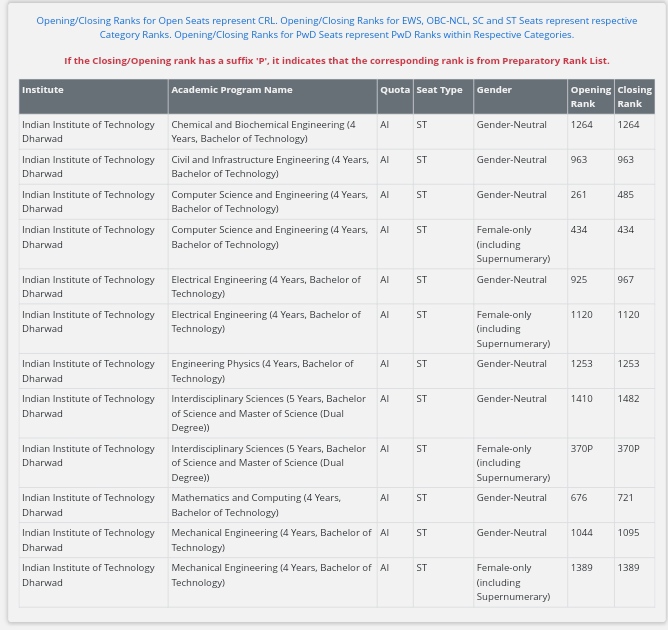 Opening/Closing Ranks for Open Seats represent CRL. Opening/Closing Ranks for EWS, OBC-NCL, SC and ST Seats represent respective
Category Ranks. Opening/Closing Ranks for PwD Seats represent PwD Ranks within Respective Categories.
If the Closing/Opening rank has a suffix 'P', it indicates that the corresponding rank is from Preparatory Rank List.
Institute Academic Program Name Quota Seat Type Gender Opening Closing
Rank Rank
Indian Institute of Technology Chemical and Biochemical Engineering (4 AI ST Gender-Neutral 1264 1264
Dharwad Years, Bachelor of Technology)
Indian Institute of Technology Civil and Infrastructure Engineering (4 Years, AI ST Gender-Neutral 963 963
Dharwad Bachelor of Technology)
Indian Institute of Technology Computer Science and Engineering (4 Years, AI ST Gender-Neutral 261 485
Dharwad Bachelor of Technology)
Indian Institute of Technology Computer Science and Engineering (4 Years, AI ST Female-only 434 434
Dharwad Bachelor of Technology) (including
Supernumerary)
Indian Institute of Technology Electrical Engineering (4 Years, Bachelor of AI ST Gender-Neutral 925 967
Dharwad Technology)
Indian Institute of Technology Electrical Engineering (4 Years, Bachelor of AI ST Female-only 1120 1120
Dharwad Technology) (including
Supernumerary)
Indian Institute of Technology Engineering Physics (4 Years, Bachelor of AI ST Gender-Neutral 1253 1253
Dharwad Technology)
Indian Institute of Technology Interdisciplinary Sciences (5 Years, Bachelor AI ST Gender-Neutral 1410 1482
Dharwad of Science and Master of Science (Dual
Degree))
Indian Institute of Technology Interdisciplinary Sciences (5 Years, Bachelor AI ST Female-only 370P 370P
Dharwad of Science and Master of Science (Dual (including
Degree)) Supernumerary)
Indian Institute of Technology Mathematics and Computing (4 Years, AI ST Gender-Neutral 676 721
Dharwad Bachelor of Technology)
Indian Institute of Technology Mechanical Engineering (4 Years, Bachelor of AI ST Gender-Neutral 1044 1095
Dharwad Technology)
Indian Institute of Technology Mechanical Engineering (4 Years, Bachelor of AI ST Female-only 1389 1389
Dharwad Technology) (including
Supernumerary)